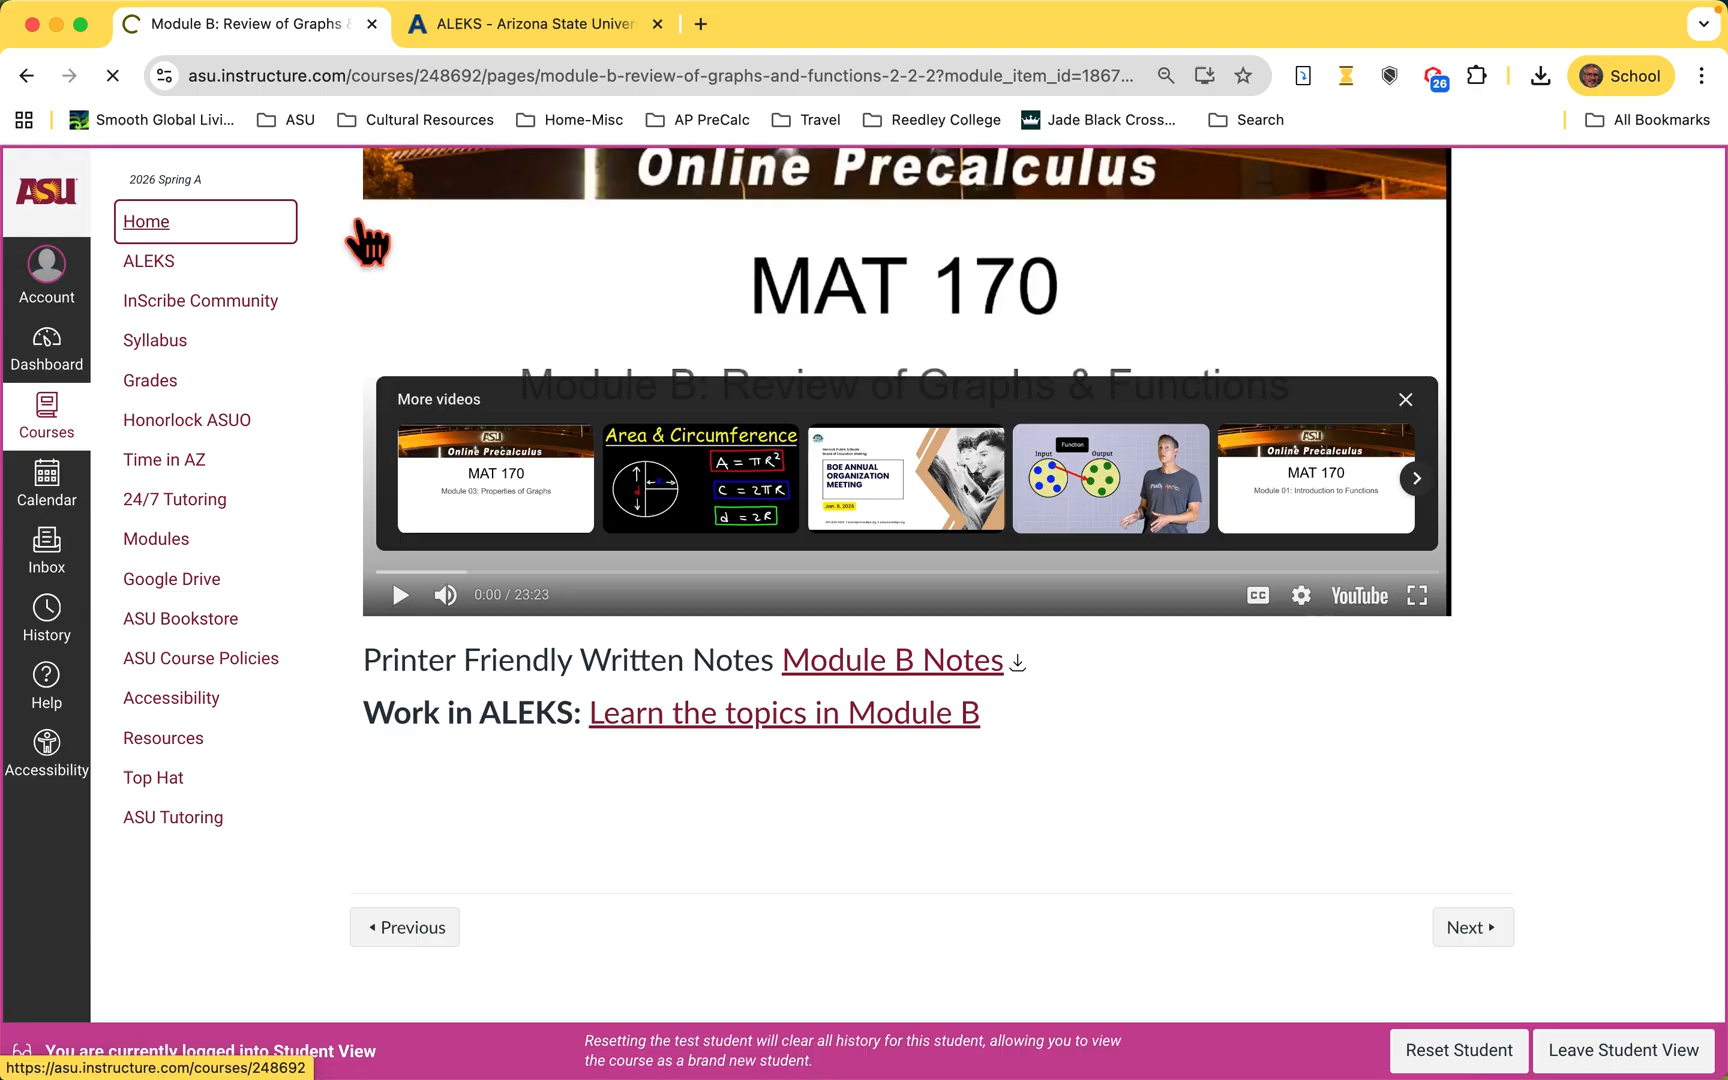 Module B: Review of Graphs &
ALEKS - Arizona State Univer
asu.instructure.com/courses/248692/pages/module-b-review-of-graphs-and-functions-2-2-2?module_item_id=1867...
26
School
Smooth Global Livi...
ASU
Cultural Resources
Home-Misc
AP PreCalc
Travel
Reedley College
Jade Black Cross...
Search
All Bookmarks
ASU
Account
Dashboard
Courses
Calendar
Inbox
History
Help
Accessibility
2026 Spring A
Home
ALEKS
InScribe Community
Syllabus
Grades
Honorlock ASUO
Time in AZ
24/7 Tutoring
Modules
Google Drive
ASU Bookstore
ASU Course Policies
Accessibility
Resources
Top Hat
ASU Tutoring
Online Precalculus
MAT 170
Module B: Review of Graphs & Functions
More videos
ASU
Online Precalculus
MAT 170
Module 03: Properties of Graphs
Area & Circumference
A = πR²
C = 2πR
d = 2R
d
BOE ANNUAL
ORGANIZATION
MEETING
Jan. 5, 2026
Function
Input
Output
ASU
Online Precalculus
MAT 170
Module 01: Introduction to Functions
0:00 / 23:23
CC
YouTube
Printer Friendly Written Notes Module B Notes
Work in ALEKS: Learn the topics in Module B
Previous
Next
You are currently logged into Student View
Resetting the test student will clear all history for this student, allowing you to view
the course as a brand new student.
Reset Student
Leave Student View
https://asu.instructure.com/courses/248692